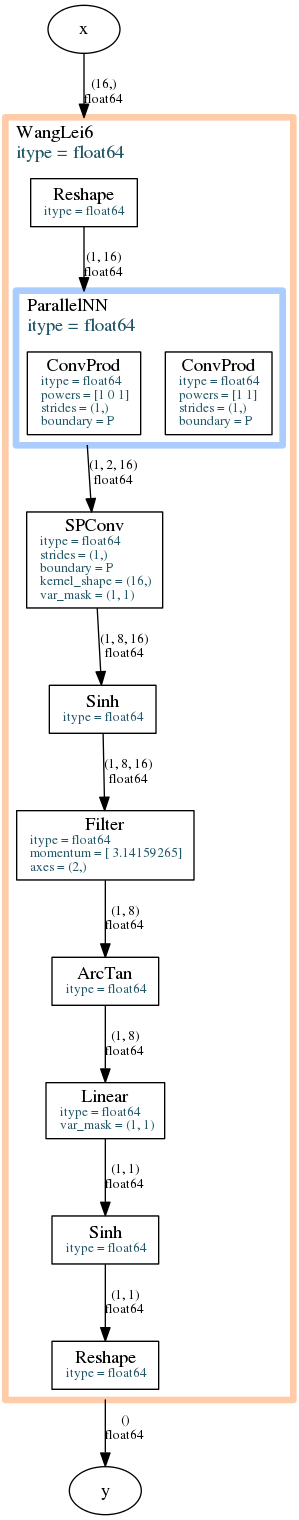 x
(16,)
float64
WangLei6
itype = float64
Reshape
itype = float64
(1, 16)
float64
ParallelNN
itype = float64
ConvProd
itype = float64
powers = [1 0 1]
strides = (1,)
boundary = P
ConvProd
itype = float64
powers = [1 1]
strides = (1,)
boundary = P
(1, 2, 16)
float64
SPConv
itype = float64
strides = (1,)
boundary = P
kernel_shape = (16,)
var_mask = (1, 1)
(1, 8, 16)
float64
Sinh
itype = float64
(1, 8, 16)
float64
Filter
itype = float64
momentum = [ 3.14159265]
axes = (2,)
(1, 8)
float64
ArcTan
itype = float64
(1, 8)
float64
Linear
itype = float64
var_mask = (1, 1)
(1, 1)
float64
Sinh
itype = float64
(1, 1)
float64
Reshape
itype = float64
()
float64
y